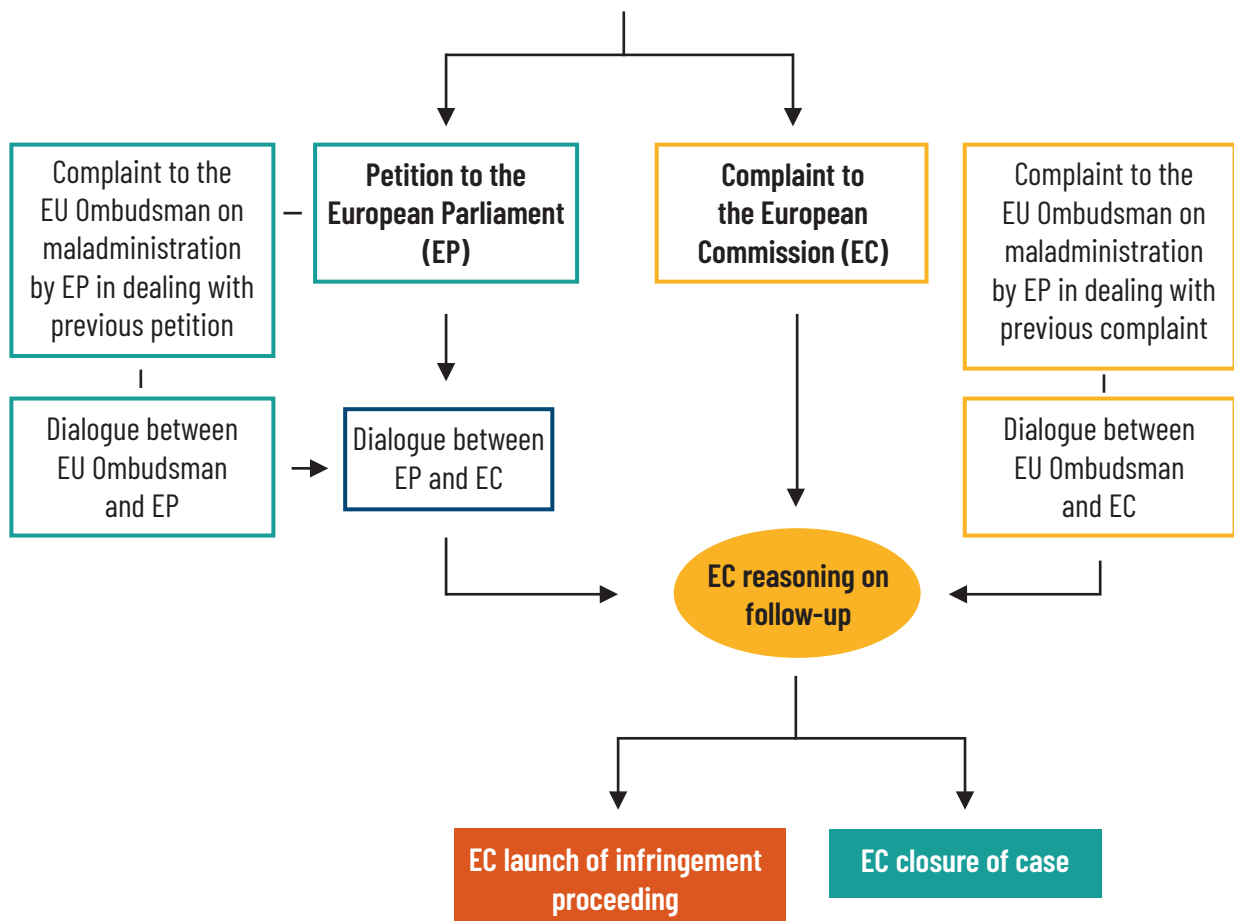 Complaint to the
EU Ombudsman on
maladministration
by EP in dealing with
previous petition
Petition to the
European Parliament
(EP)
Complaint to
the European
Commission (EC)
Complaint to the
EU Ombudsman on
maladministration
by EP in dealing with
previous complaint
Dialogue between
EU Ombudsman
and EP
Dialogue between
EP and EC
Dialogue between
EU Ombudsman
and EC
EC reasoning on
follow-up
EC launch of infringement
proceeding
EC closure of case